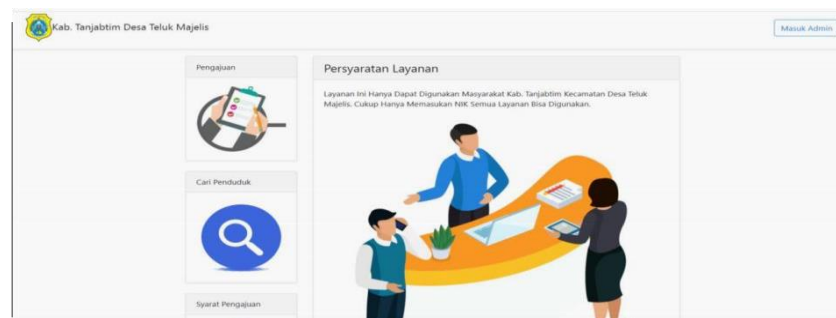 Kab. Tanjabtim Desa Teluk Majelis
Masuk Admin
Pengajuan
Cari Penduduk
Syarat Pengajuan
Persyaratan Layanan
Layanan Ini Hanya Dapat Digunakan Masyarakat Kab. Tanjabtim Kecamatan Desa Teluk
Majelis. Cukup Hanya Memasukan NIK Semua Layanan Bisa Digunakan.